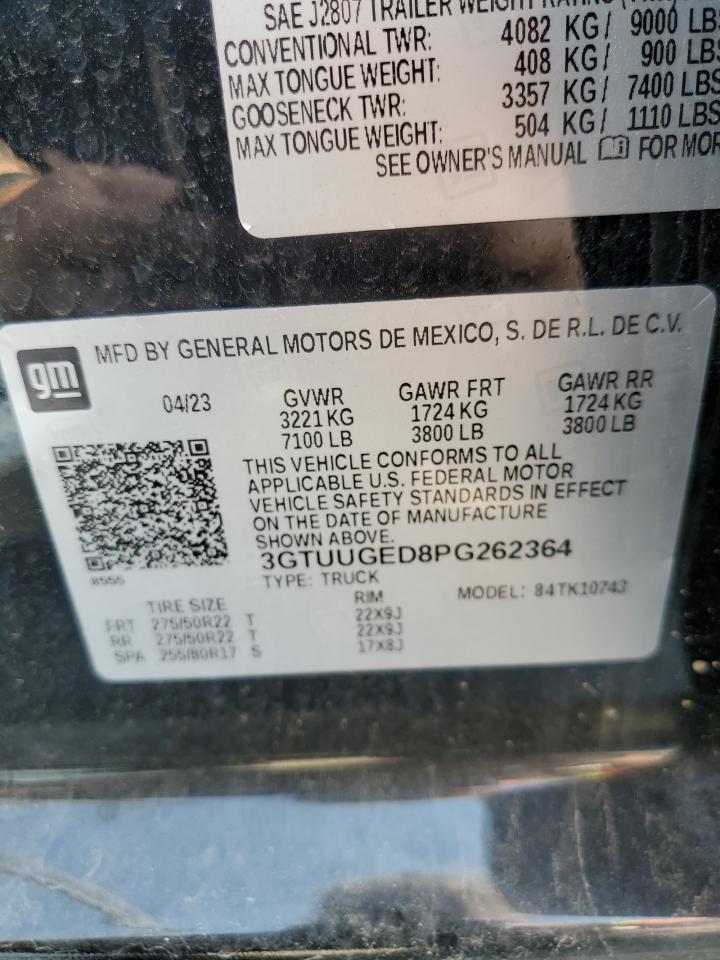 SAE J2807 TRAILER WEIGHT RATING
CONVENTIONAL TWR: 4082 KG/ 9000 LBS
MAX TONGUE WEIGHT: 408 KG/ 900 LBS
GOOSENECK TWR: 3357 KG/ 7400 LBS
MAX TONGUE WEIGHT: 504 KG/ 1110 LBS
SEE OWNER'S MANUAL FOR MOR
gm
MFD BY GENERAL MOTORS DE MEXICO, S. DE R.L. DE C.V.
04/23 GVWR GAWR FRT GAWR RR
3221 KG 1724 KG 1724 KG
7100 LB 3800 LB 3800 LB
THIS VEHICLE CONFORMS TO ALL
APPLICABLE U.S. FEDERAL MOTOR
VEHICLE SAFETY STANDARDS IN EFFECT
ON THE DATE OF MANUFACTURE
SHOWN ABOVE.
3GTUUGED8PG262364
8555
TYPE: TRUCK MODEL: 84TK10743
TIRE SIZE RIM
FRT 275/50R22 T 22X9J
RR 275/50R22 T 22X9J
SPA 255/80R17 S 17X8J